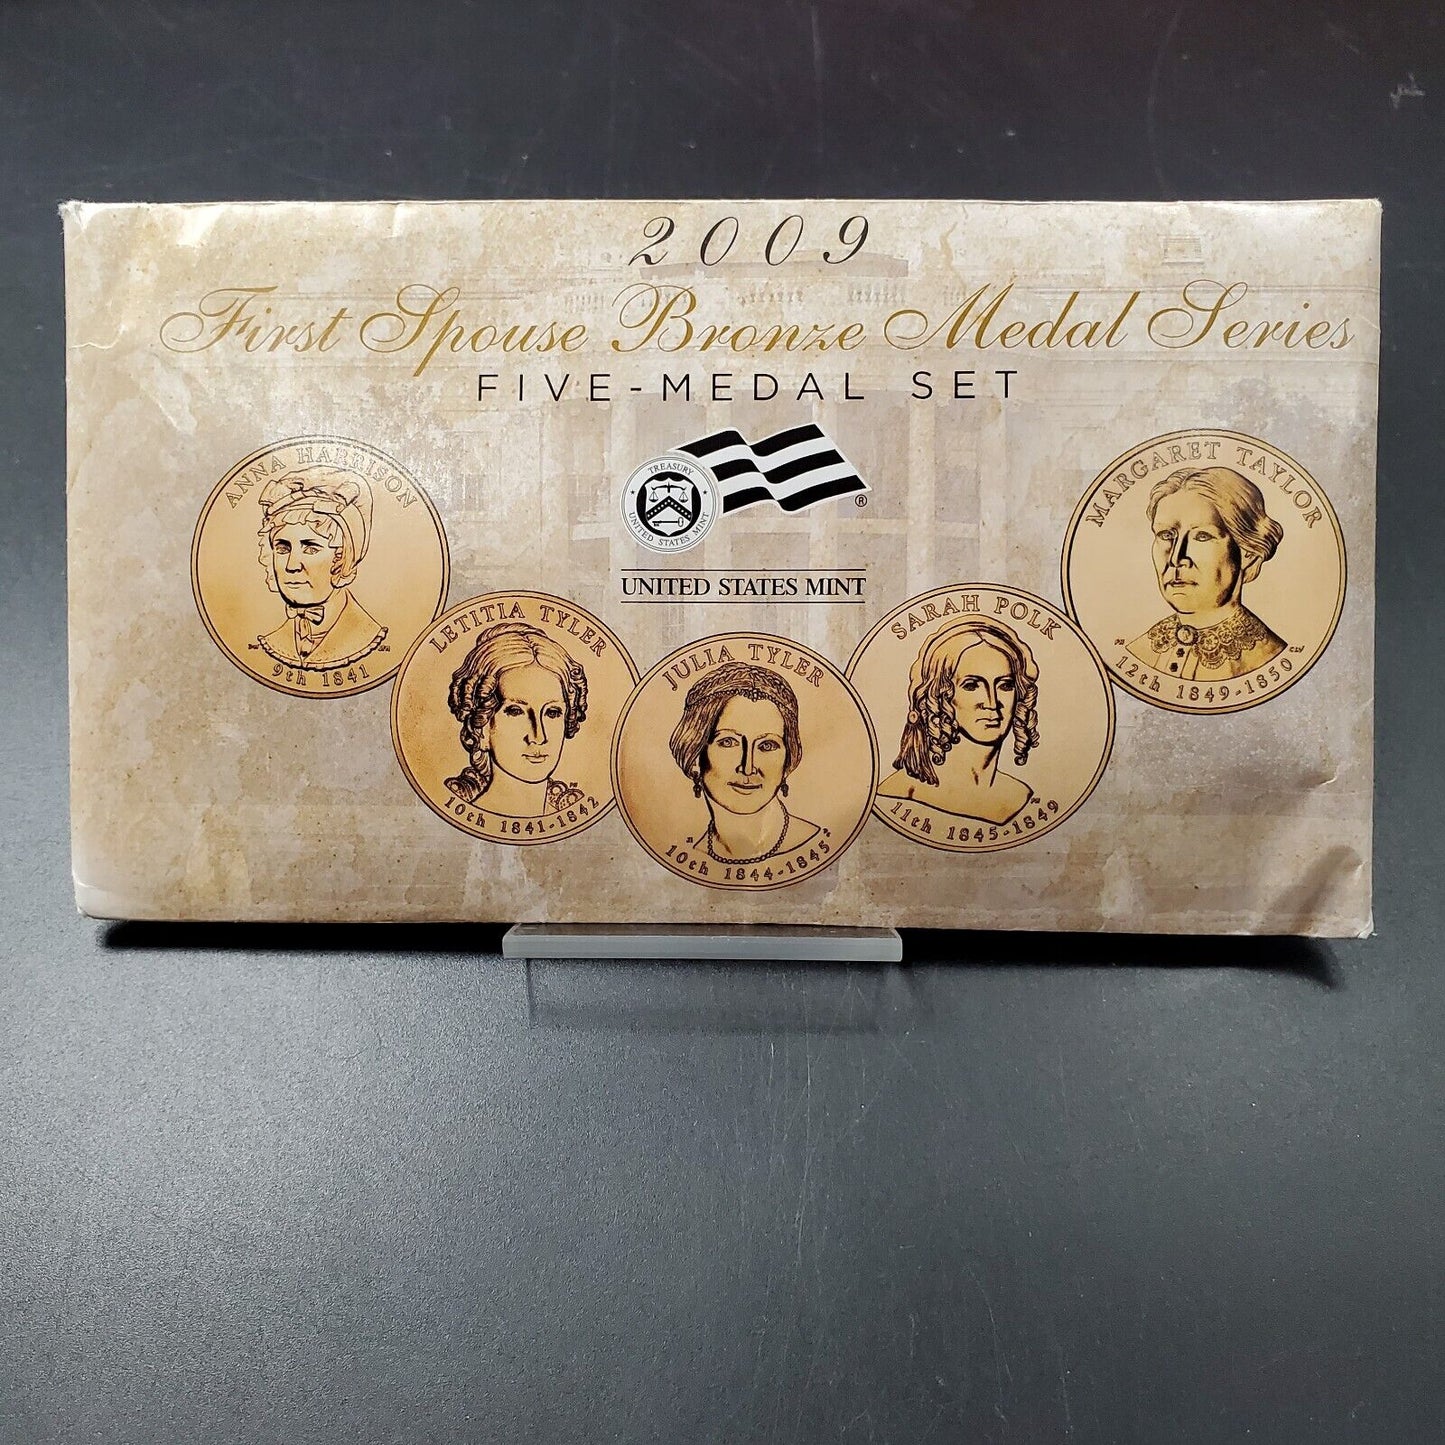 2009
First Spouse Bronze Medal Series
FIVE-MEDAL SET
TREASURY
UNITED STATES MINT
®
UNITED STATES MINT
ANNA HARRISON
9th 1841
LETITIA TYLER
10th 1841-1842
JULIA TYLER
10th 1844-1845
SARAH POLK
11th 1845-1849
MARGARET TAYLOR
12th 1849-1850